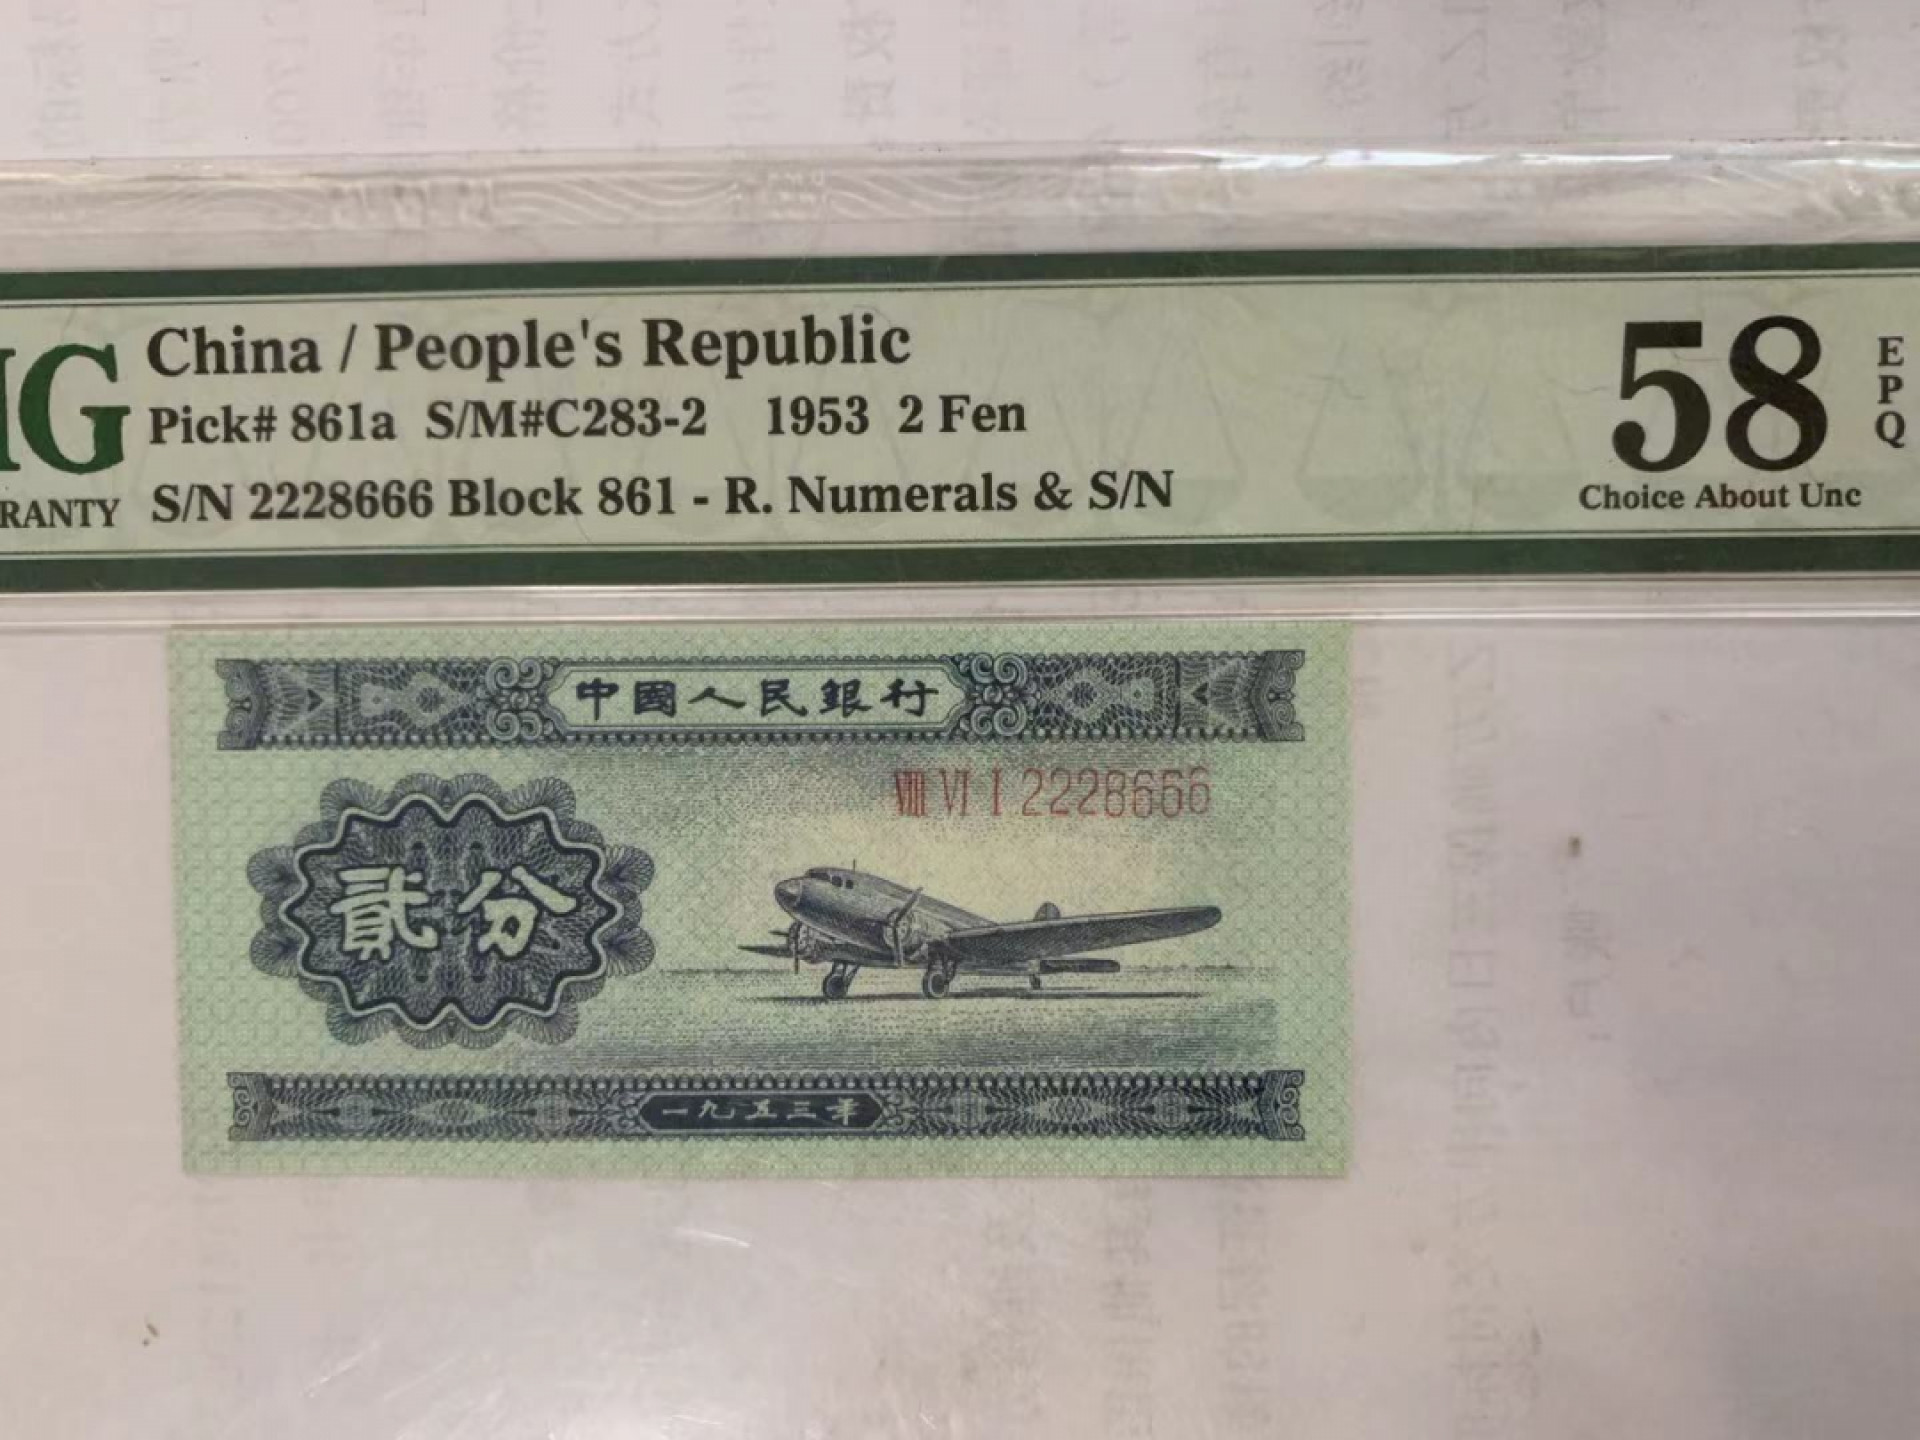 China / People's Republic
MG
Pick# 861a S/M#C283-2 1953 2 Fen
RANTY
S/N 2228666 Block 861 - R. Numerals & S/N
58
EPQ
Choice About Unc
中國人民銀行
VIII VI I 2228666
貳分
一九五三年